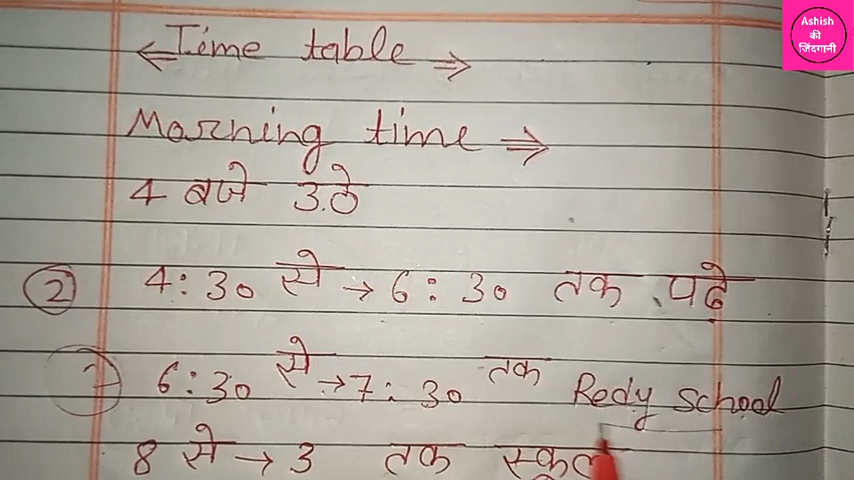 Ashish
की
जिंदगानी
Time table
Morning time ⇒
4 बजे उठे
② 4:30 से → 6:30 तक पढे
6:30 से → 7:30 तक Redy school
8 से → 3 तक स्कूल